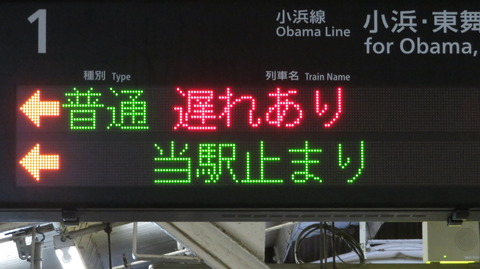 1
小浜線
Obama Line
小浜・東舞
for Obama,
種別 Type
列車名 Train Name
普通 遅れあり
当駅止まり